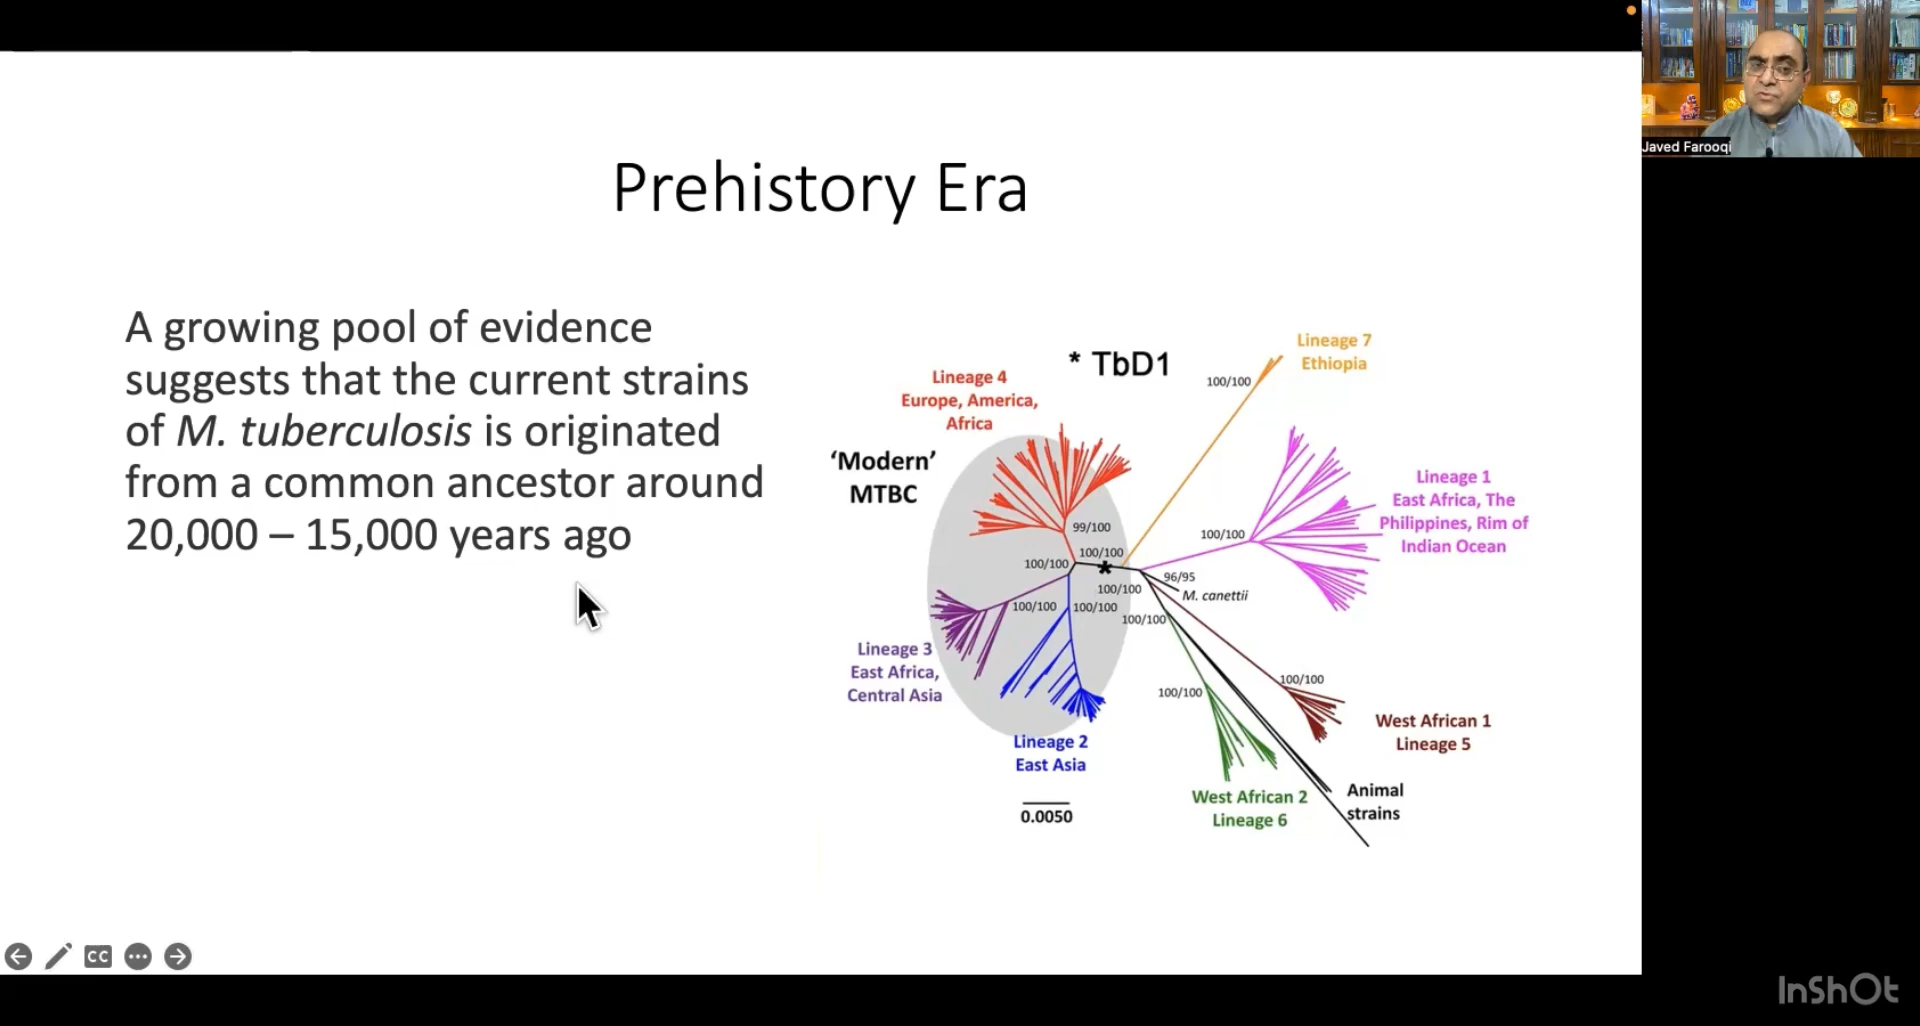 Javed Farooqi
Prehistory Era
A growing pool of evidence
suggests that the current strains
of M. tuberculosis is originated
from a common ancestor around
20,000 – 15,000 years ago
* TbD1
Lineage 7
Ethiopia
100/100
Lineage 4
Europe, America,
Africa
‘Modern’
MTBC
Lineage 1
East Africa, The
Philippines, Rim of
Indian Ocean
99/100
100/100
100/100
100/100
*
96/95
100/100
M. canettii
100/100
100/100
100/100
Lineage 3
East Africa,
Central Asia
100/100
100/100
West African 1
Lineage 5
Lineage 2
East Asia
Animal
strains
West African 2
Lineage 6
0.0050
CC
InShOt